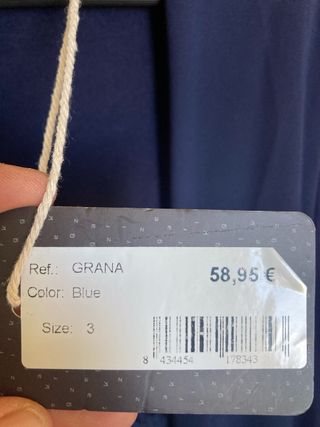 Ref.: GRANA
58,95 €
Color: Blue
Size: 3
8 434454 178343